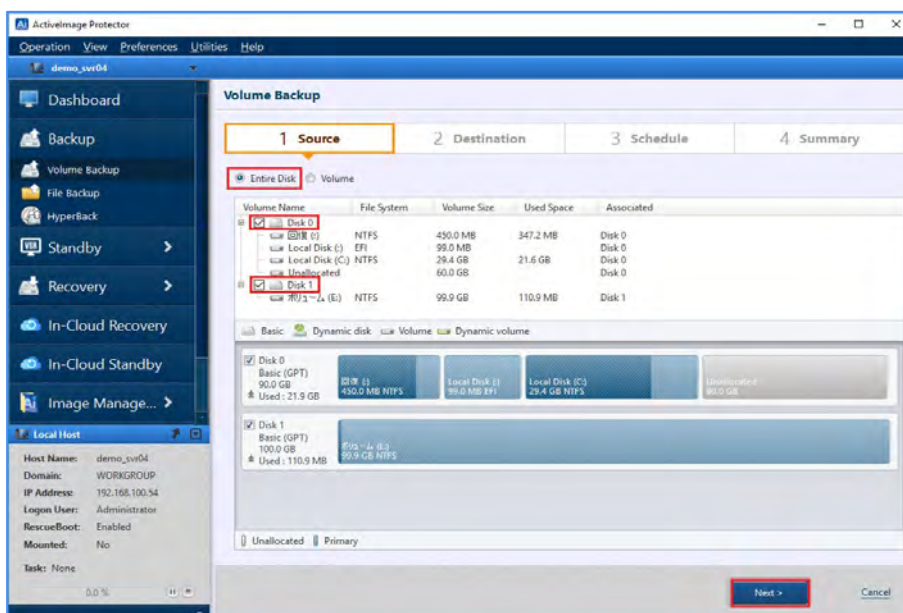 ActiveImage Protector
Operation View Preferences Utilities Help
demo_svr04
Dashboard
Backup
Volume Backup
File Backup
HyperBack
Standby >
Recovery >
In-Cloud Recovery
In-Cloud Standby
Image Manage... >
Local Host
Host Name: demo_svr04
Domain: WORKGROUP
IP Address: 192.168.100.54
Logon User: Administrator
RescueBoot: Enabled
Mounted: No
Task: None
0.0 %
Volume Backup
1 Source 2 Destination 3 Schedule 4 Summary
Entire Disk Volume
Volume Name File System Volume Size Used Space Associated
Disk 0
回復 (:) NTFS 450.0 MB 347.2 MB Disk 0
Local Disk (:) EFI 99.0 MB Disk 0
Local Disk (C:) NTFS 29.4 GB 21.6 GB Disk 0
Unallocated 60.0 GB Disk 0
Disk 1
ボリューム (E:) NTFS 99.9 GB 110.9 MB Disk 1
Basic Dynamic disk Volume Dynamic volume
Disk 0
Basic (GPT)
90.0 GB
Used : 21.9 GB
回復 (:)
450.0 MB NTFS
Local Disk (:)
99.0 MB EFI
Local Disk (C:)
29.4 GB NTFS
Unallocated
60.0 GB
Disk 1
Basic (GPT)
100.0 GB
Used : 110.9 MB
ボリューム (E:)
99.9 GB NTFS
Unallocated Primary
Next > Cancel